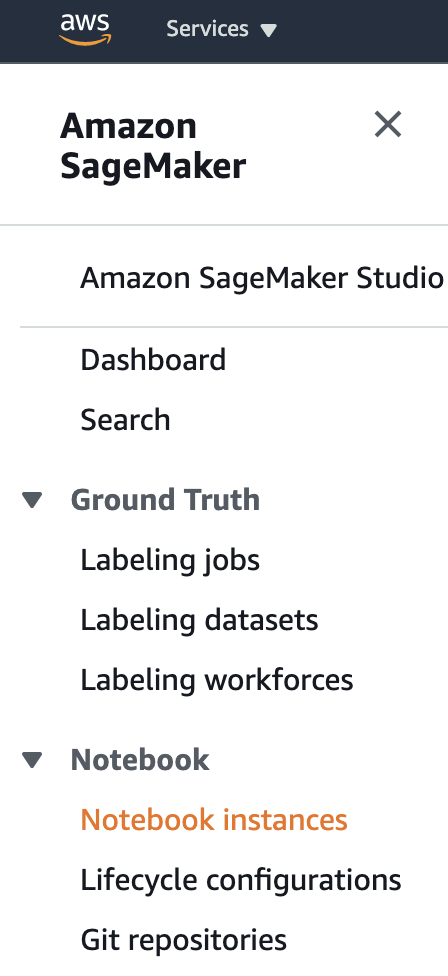 aws
Services
Amazon
SageMaker
Amazon SageMaker Studio
Dashboard
Search
Ground Truth
Labeling jobs
Labeling datasets
Labeling workforces
Notebook
Notebook instances
Lifecycle configurations
Git repositories